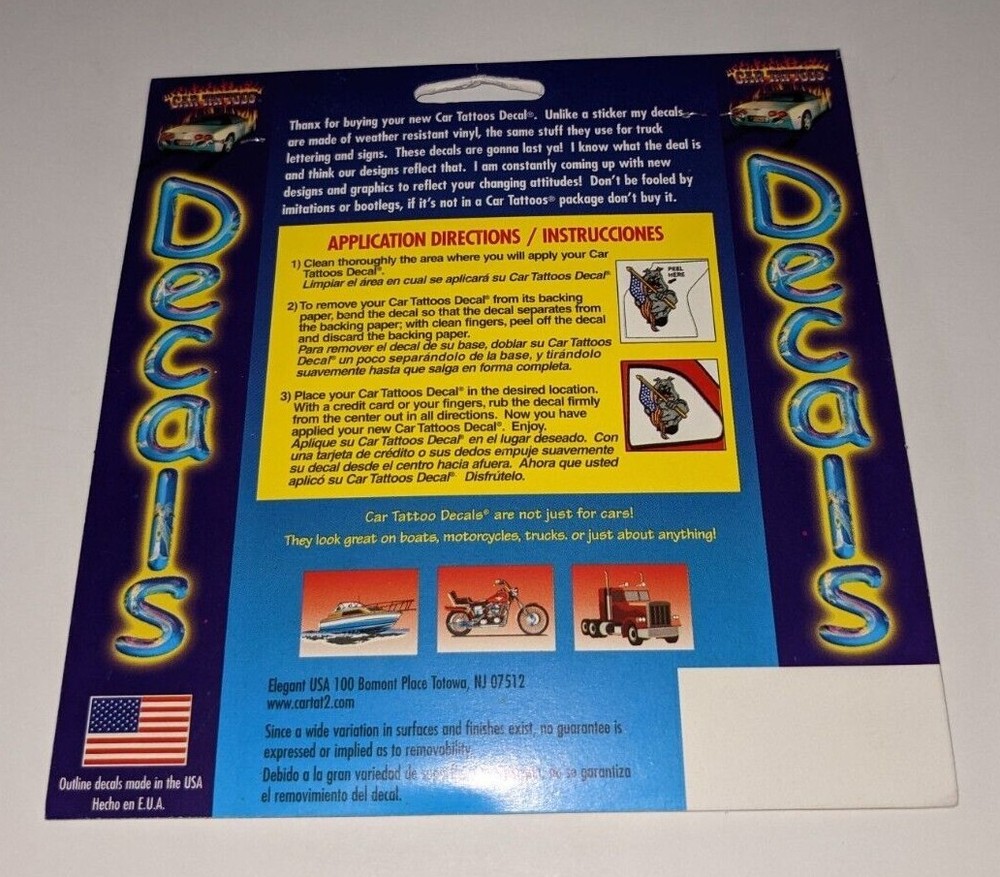 CAR TATTOOS
CAR TATTOOS
Decals
Decals
Thanx for buying your new Car Tattoos Decal®. Unlike a sticker my decals
are made of weather resistant vinyl, the same stuff they use for truck
lettering and signs. These decals are gonna last ya! I know what the deal is
and think our designs reflect that. I am constantly coming up with new
designs and graphics to reflect your changing attitudes! Don't be fooled by
imitations or bootlegs, if it's not in a Car Tattoos® package don't buy it.
APPLICATION DIRECTIONS / INSTRUCCIONES
1) Clean thoroughly the area where you will apply your Car
Tattoos Decal®.
Limpiar el área en cual se aplicará su Car Tattoos Decal®
PEEL
HERE
2) To remove your Car Tattoos Decal® from its backing
paper, band the decal so that the decal separates from
the backing paper; with clean fingers, peel off the decal
and discard the backing paper.
Para remover el decal de su base, doblar su Car Tattoos
Decal® un poco separándolo de la base, y tirándolo
suavemente hasta que salga en forma completa.
3) Place your Car Tattoos Decal® in the desired location.
With a credit card or your fingers, rub the decal firmly
from the center out in all directions. Now you have
applied your new Car Tattoos Decal®. Enjoy.
Aplique su Car Tattoos Decal® en el lugar deseado. Con
una tarjeta de crédito o sus dedos empuje suavemente
su decal desde el centro hacia afuera. Ahora que usted
aplicó su Car Tattoos Decal® Disfrútelo.
Car Tattoo Decals® are not just for cars!
They look great on boats, motorcycles, trucks. or just about anything!
Elegant USA 100 Bomont Place Totowa, NJ 07512
www.cartat2.com
Since a wide variation in surfaces and finishes exist, no guarantee is
expressed or implied as to removability.
Debido a la gran variedad de no se garantiza
el removimiento del decal.
Outline decals made in the USA
Hecho en E.U.A.